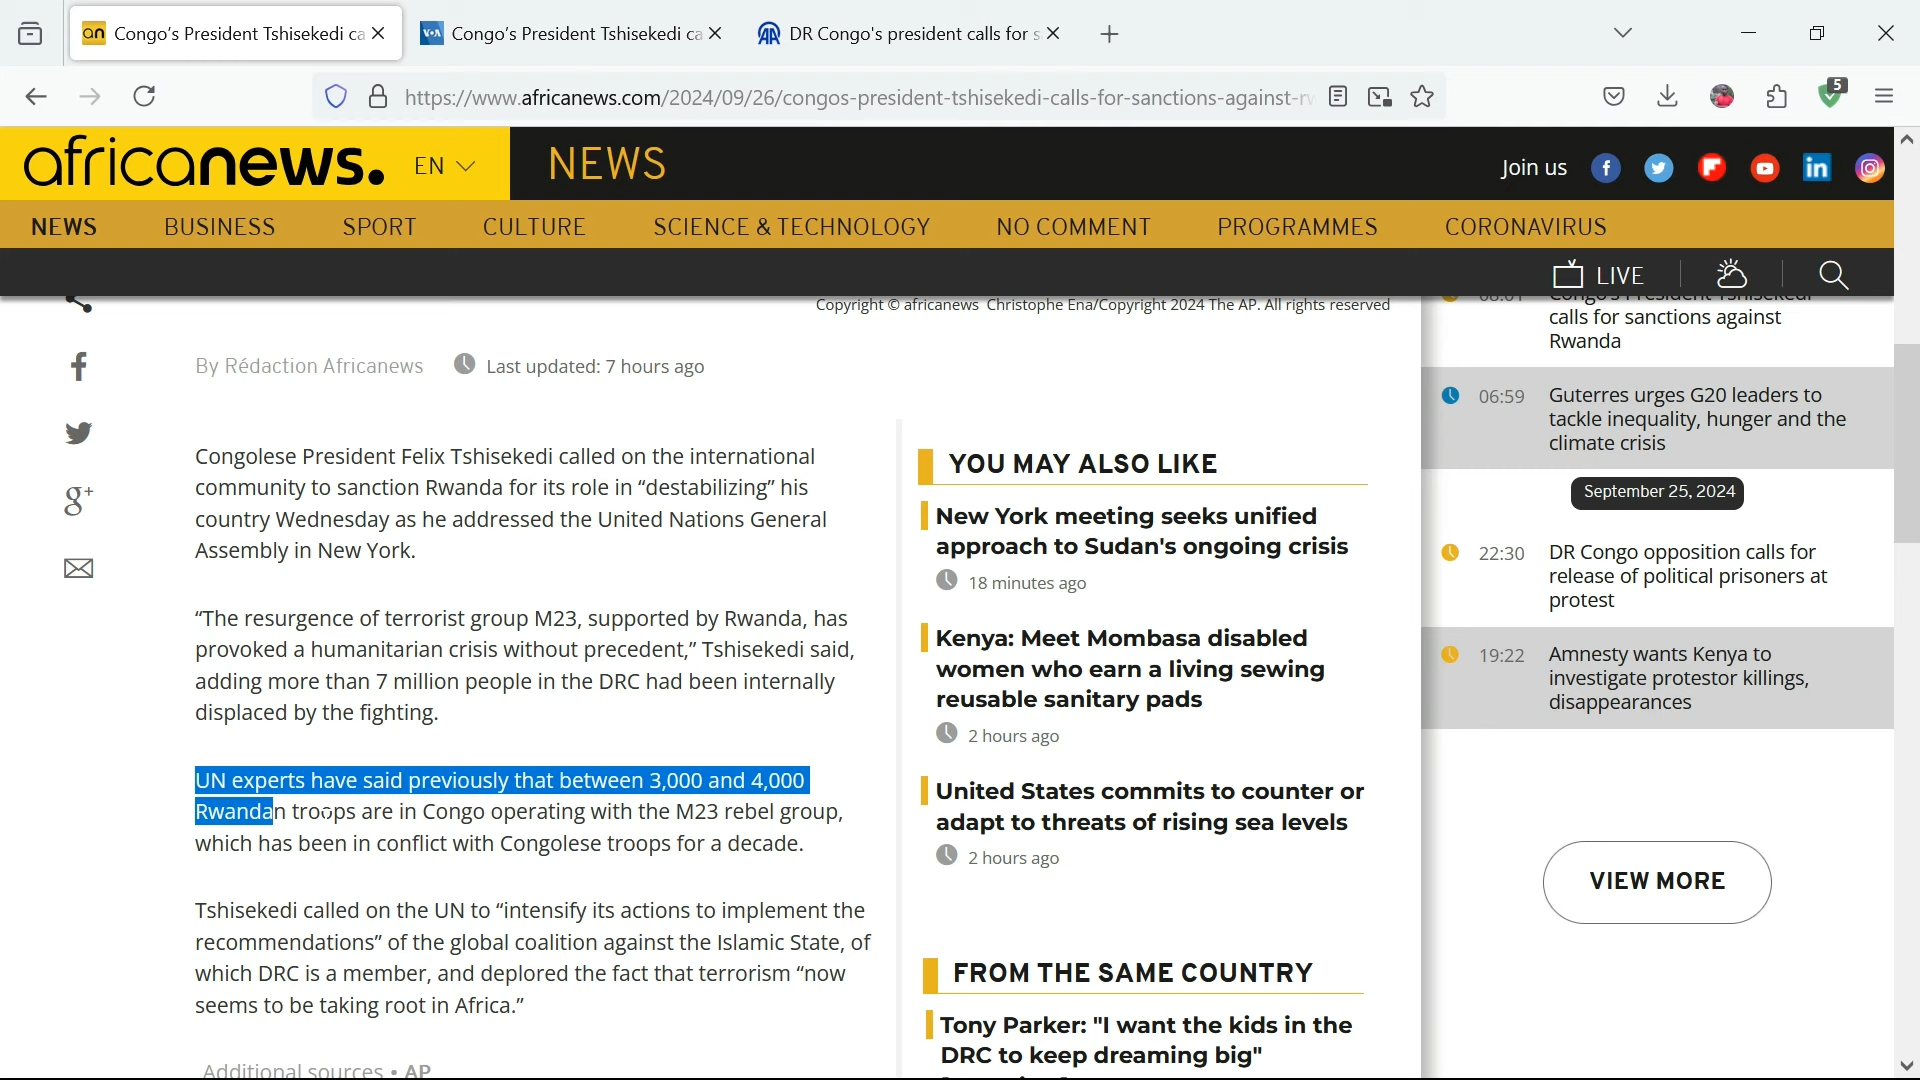 Congo's President Tshisekedi ca
Congo's President Tshisekedi ca
DR Congo's president calls for s
https://www.africanews.com/2024/09/26/congos-president-tshisekedi-calls-for-sanctions-against-rw
5
africanews.
EN
NEWS
Join us
NEWS
BUSINESS
SPORT
CULTURE
SCIENCE & TECHNOLOGY
NO COMMENT
PROGRAMMES
CORONAVIRUS
LIVE
Copyright © africanews Christophe Ena/Copyright 2024 The AP. All rights reserved
By Rédaction Africanews
Last updated: 7 hours ago
Congolese President Felix Tshisekedi called on the international
community to sanction Rwanda for its role in “destabilizing” his
country Wednesday as he addressed the United Nations General
Assembly in New York.
“The resurgence of terrorist group M23, supported by Rwanda, has
provoked a humanitarian crisis without precedent,” Tshisekedi said,
adding more than 7 million people in the DRC had been internally
displaced by the fighting.
UN experts have said previously that between 3,000 and 4,000
Rwandan troops are in Congo operating with the M23 rebel group,
which has been in conflict with Congolese troops for a decade.
Tshisekedi called on the UN to “intensify its actions to implement the
recommendations” of the global coalition against the Islamic State, of
which DRC is a member, and deplored the fact that terrorism “now
seems to be taking root in Africa.”
Additional sources • AP
YOU MAY ALSO LIKE
New York meeting seeks unified
approach to Sudan's ongoing crisis
18 minutes ago
Kenya: Meet Mombasa disabled
women who earn a living sewing
reusable sanitary pads
2 hours ago
United States commits to counter or
adapt to threats of rising sea levels
2 hours ago
FROM THE SAME COUNTRY
Tony Parker: "I want the kids in the
DRC to keep dreaming big"
08:01
Congo's President Tshisekedi
calls for sanctions against
Rwanda
06:59
Guterres urges G20 leaders to
tackle inequality, hunger and the
climate crisis
September 25, 2024
22:30
DR Congo opposition calls for
release of political prisoners at
protest
19:22
Amnesty wants Kenya to
investigate protestor killings,
disappearances
VIEW MORE